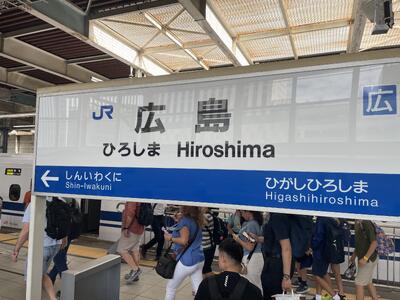 JR 広島 広
ひろしま Hiroshima
← しんいわくに ひがしひろしま
Shin-Iwakuni Higashihiroshima